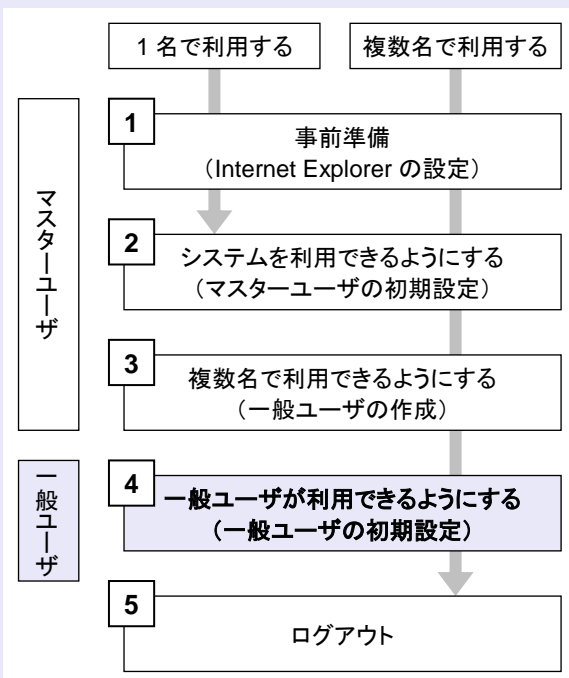 1 名で利用する
複数名で利用する
マスターユーザ
1
事前準備
（Internet Explorer の設定）
2
システムを利用できるようにする
（マスターユーザの初期設定）
3
複数名で利用できるようにする
（一般ユーザの作成）
一般ユーザ
4
一般ユーザが利用できるようにする
（一般ユーザの初期設定）
5
ログアウト